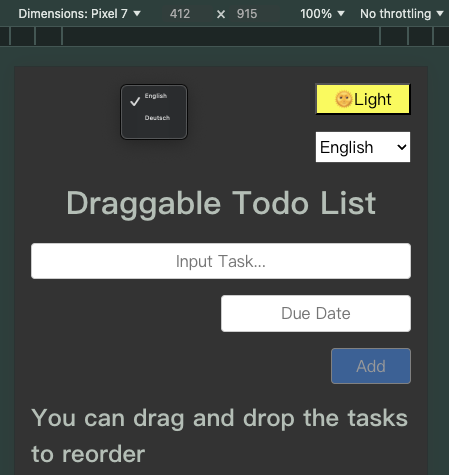 Dimensions: Pixel 7 ▼ 412 × 915 100% ▼ No throttling ▼
English
Deutsch
🌞Light
English
Draggable Todo List
Input Task...
Due Date
Add
You can drag and drop the tasks
to reorder